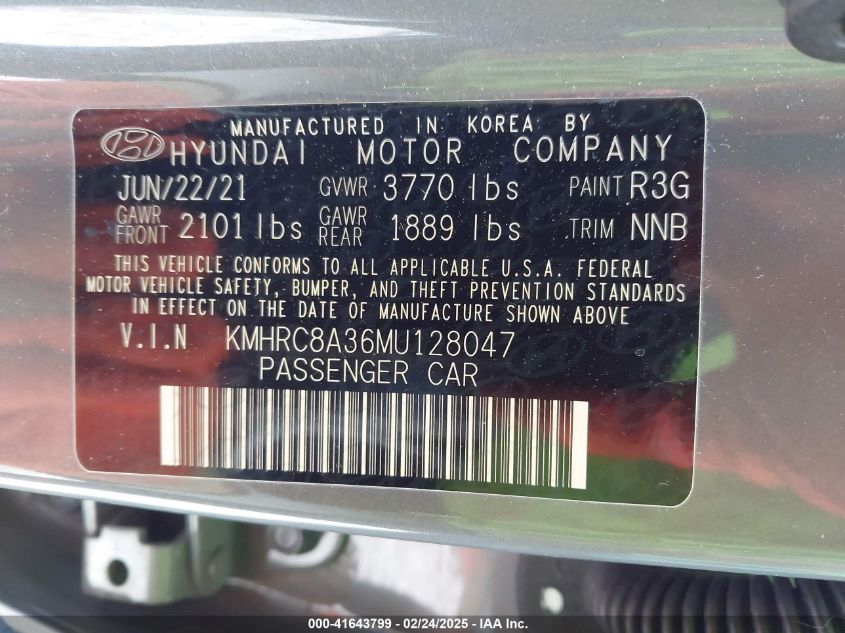 MANUFACTURED IN KOREA BY
HYUNDAI MOTOR COMPANY
JUN/22/21 GVWR 3770 lbs PAINT R3G
GAWR FRONT 2101 lbs GAWR REAR 1889 lbs TRIM NNB
THIS VEHICLE CONFORMS TO ALL APPLICABLE U.S.A. FEDERAL
MOTOR VEHICLE SAFETY, BUMPER, AND THEFT PREVENTION STANDARDS
IN EFFECT ON THE DATE OF MANUFACTURE SHOWN ABOVE.
V.I.N KMHRC8A36MU128047
PASSENGER CAR
000-41643799 - 02/24/2025 - IAA Inc.